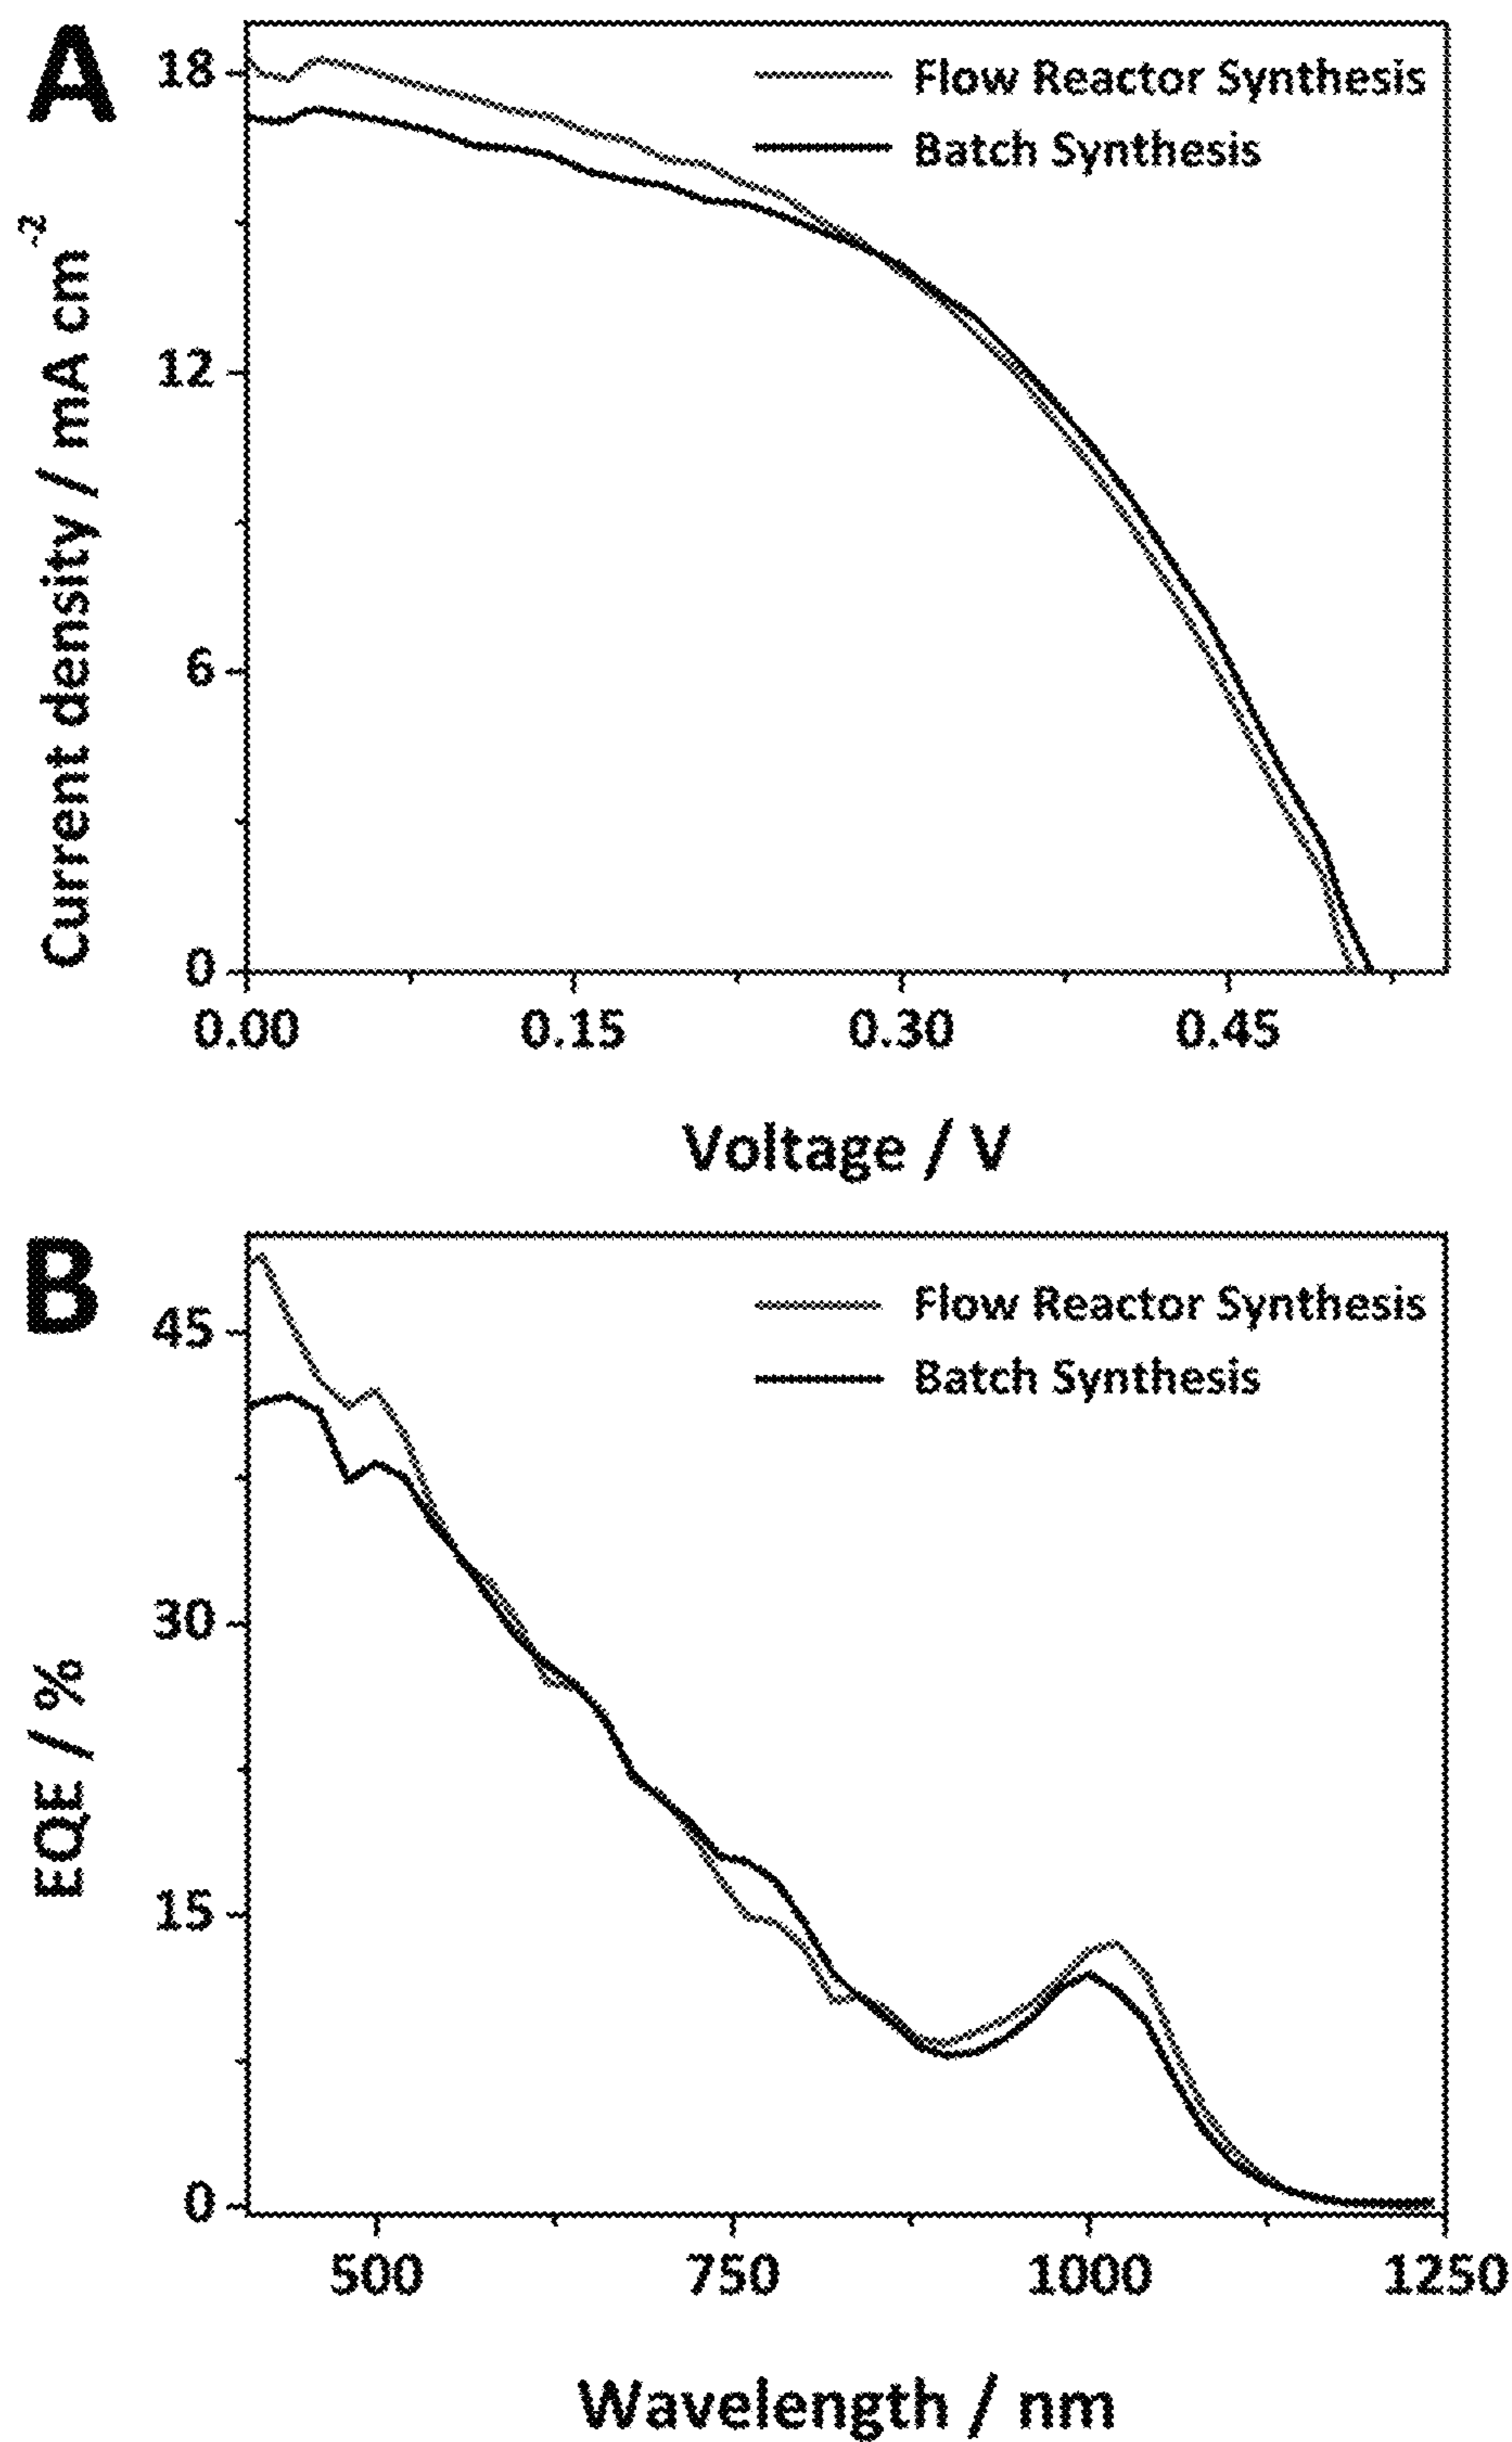 A
18
12
6
0
Current density / mA cm⁻²
Flow Reactor Synthesis
Batch Synthesis
0.00 0.15 0.30 0.45
Voltage / V
B
45
30
15
0
EQE / %
Flow Reactor Synthesis
Batch Synthesis
500 750 1000 1250
Wavelength / nm